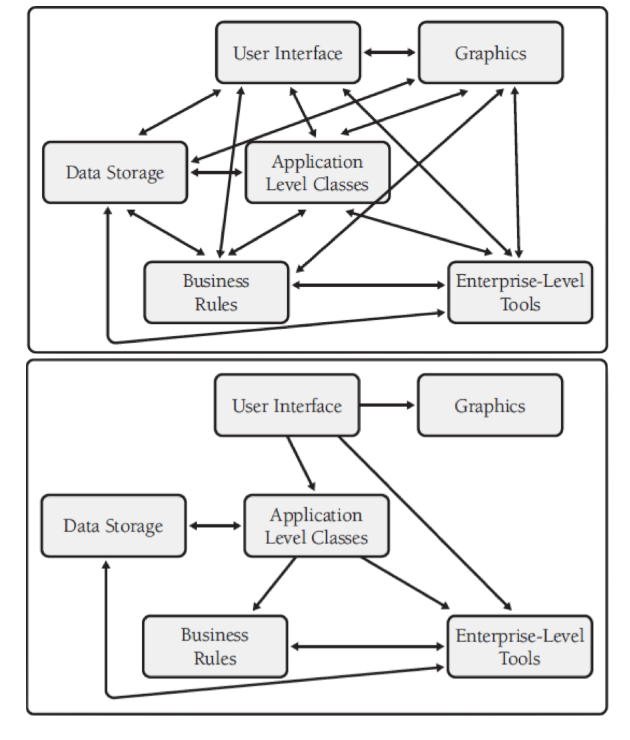 User Interface
Graphics
Data Storage
Application
Level Classes
Business
Rules
Enterprise-Level
Tools
User Interface
Graphics
Data Storage
Application
Level Classes
Business
Rules
Enterprise-Level
Tools